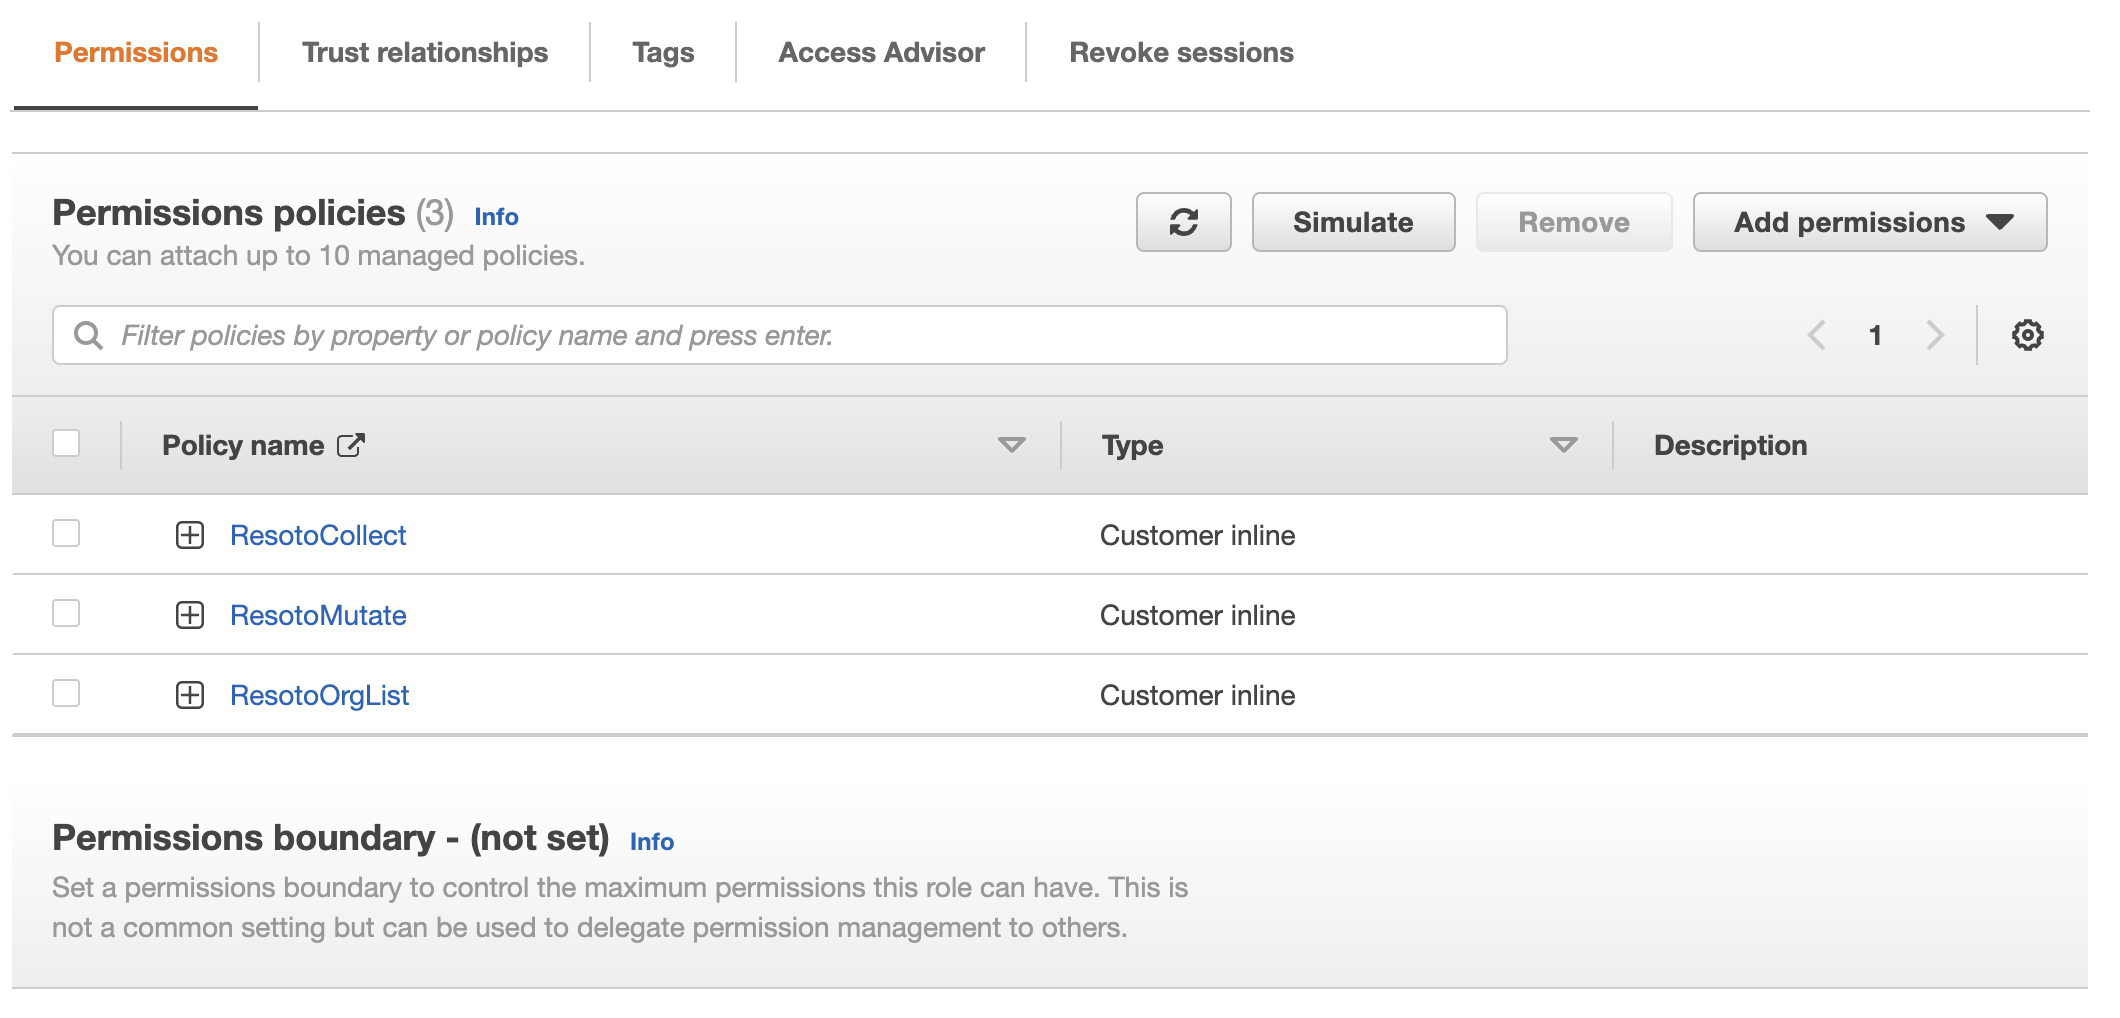 Permissions
Trust relationships
Tags
Access Advisor
Revoke sessions
Permissions policies (3) Info
You can attach up to 10 managed policies.
Simulate
Remove
Add permissions
Filter policies by property or policy name and press enter.
1
Policy name
Type
Description
ResotoCollect
Customer inline
ResotoMutate
Customer inline
ResotoOrgList
Customer inline
Permissions boundary - (not set) Info
Set a permissions boundary to control the maximum permissions this role can have. This is
not a common setting but can be used to delegate permission management to others.